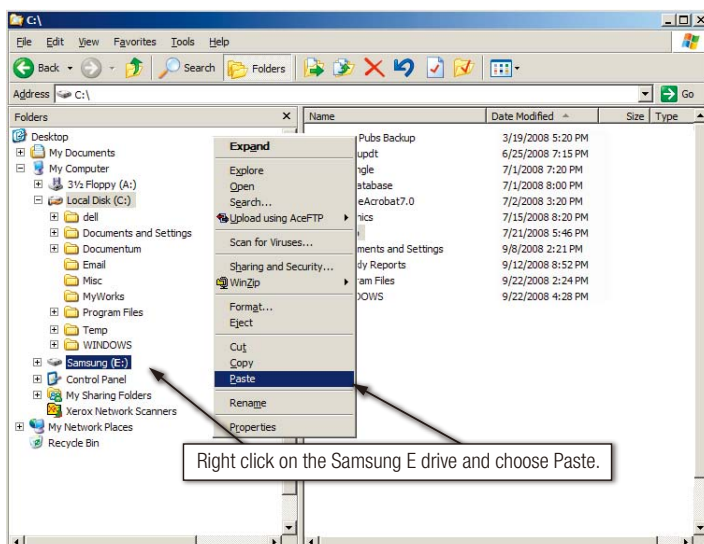 C:\
File Edit View Favorites Tools Help
Back Search Folders
Address C:\ Go
Folders
Name Date Modified Size Type
Desktop
My Documents
My Computer
3½ Floppy (A:)
Local Disk (C:)
dell
Documents and Settings
Documentum
Email
Misc
MyWorks
Program Files
Temp
WINDOWS
Samsung (E:)
Control Panel
My Sharing Folders
Xerox Network Scanners
My Network Places
Recycle Bin
Expand
Explore
Open
Search...
Upload using AceFTP
Scan for Viruses...
Sharing and Security...
WinZip
Format...
Eject
Cut
Copy
Paste
Rename
Properties
Pubs Backup 3/19/2008 5:20 PM
updt 6/25/2008 7:15 PM
7/1/2008 7:20 PM
7/1/2008 8:00 PM
eAcrobat7.0 7/2/2008 3:20 PM
7/15/2008 8:20 PM
7/21/2008 5:46 PM
ments and Settings 9/8/2008 2:21 PM
dy Reports 9/12/2008 8:52 PM
am Files 9/22/2008 2:24 PM
DOWS 9/22/2008 4:28 PM
Right click on the Samsung E drive and choose Paste.